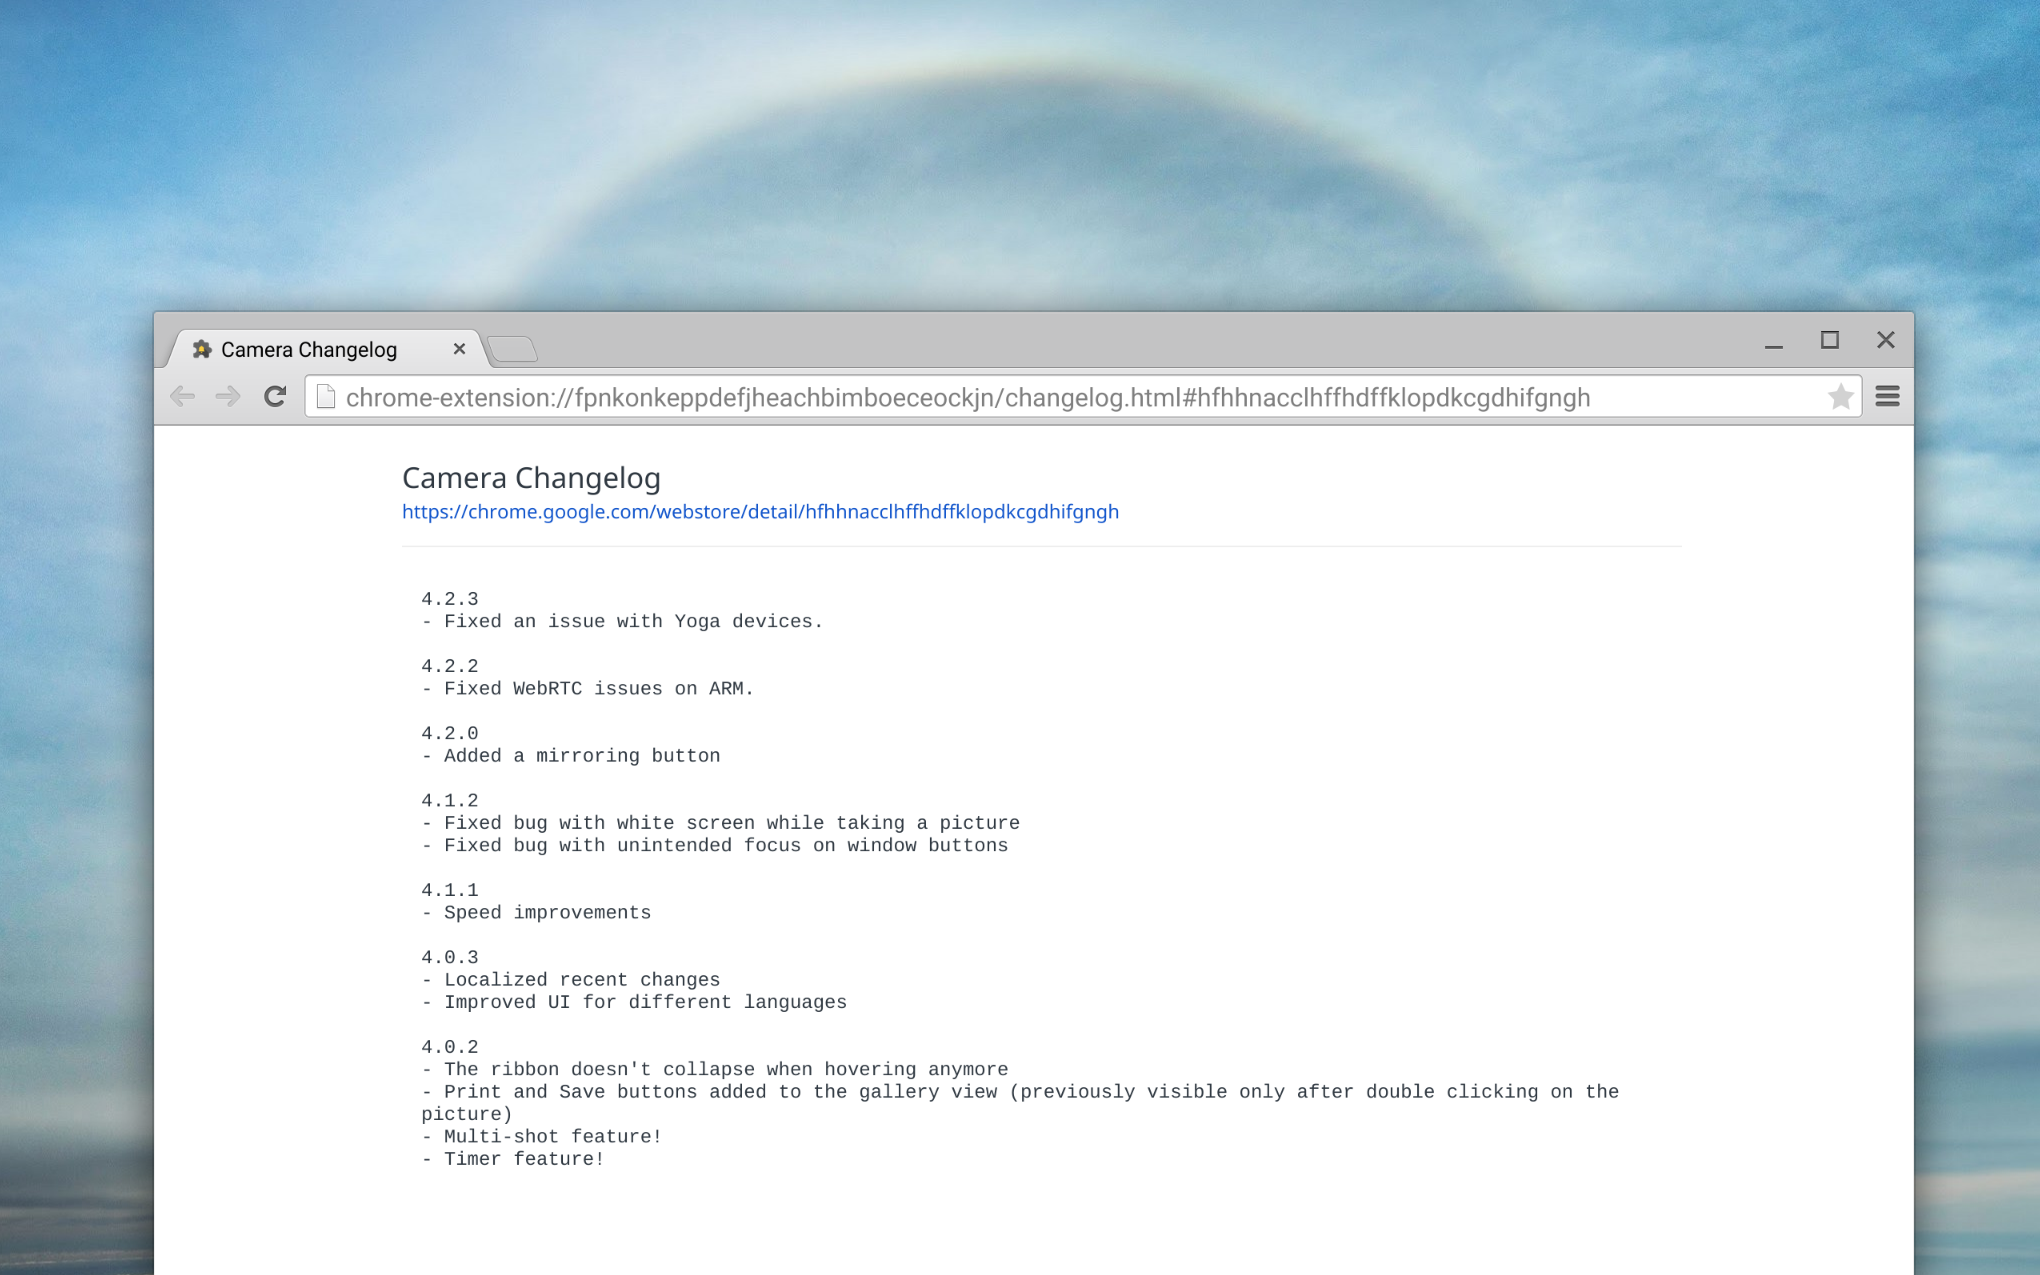 Camera Changelog
chrome-extension://fpnkonkeppdefjheachbimboeceockjn/changelog.html#hfhhnacclhffhdffklopdkcgdhifgngh
Camera Changelog
https://chrome.google.com/webstore/detail/hfhhnacclhffhdffklopdkcgdhifgngh
4.2.3
- Fixed an issue with Yoga devices.
4.2.2
- Fixed WebRTC issues on ARM.
4.2.0
- Added a mirroring button
4.1.2
- Fixed bug with white screen while taking a picture
- Fixed bug with unintended focus on window buttons
4.1.1
- Speed improvements
4.0.3
- Localized recent changes
- Improved UI for different languages
4.0.2
- The ribbon doesn't collapse when hovering anymore
- Print and Save buttons added to the gallery view (previously visible only after double clicking on the
picture)
- Multi-shot feature!
- Timer feature!